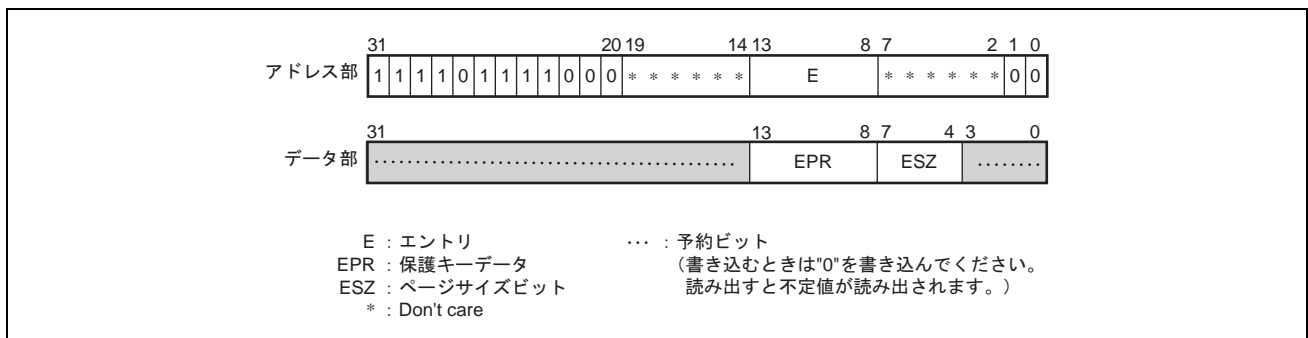 31 20 19 14 13 8 7 2 1 0
アドレス部 1 1 1 1 0 1 1 1 1 0 0 0 * * * * * * E * * * * * * 0 0
31 13 8 7 4 3 0
データ部 ………………………………………… EPR ESZ ………
E : エントリ … : 予約ビット
EPR : 保護キーデータ （書き込むときは"0"を書き込んでください。
ESZ : ページサイズビット 読み出すと不定値が読み出されます。）
* : Don't care